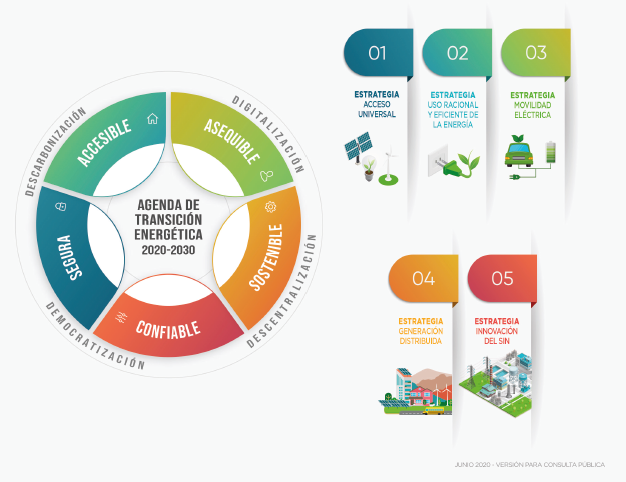 DESCARBONIZACIÓN
DIGITALIZACIÓN
DESCENTRALIZACIÓN
DEMOCRATIZACIÓN
ACCESIBLE
ASEQUIBLE
SOSTENIBLE
CONFIABLE
SEGURA
AGENDA DE
TRANSICIÓN
ENERGÉTICA
2020-2030
01
ESTRATEGIA
ACCESO
UNIVERSAL
02
ESTRATEGIA
USO RACIONAL
Y EFICIENTE DE
LA ENERGÍA
03
ESTRATEGIA
MOVILIDAD
ELÉCTRICA
04
ESTRATEGIA
GENERACIÓN
DISTRIBUIDA
05
ESTRATEGIA
INNOVACIÓN
DEL SIN
JUNIO 2020 - VERSIÓN PARA CONSULTA PÚBLICA